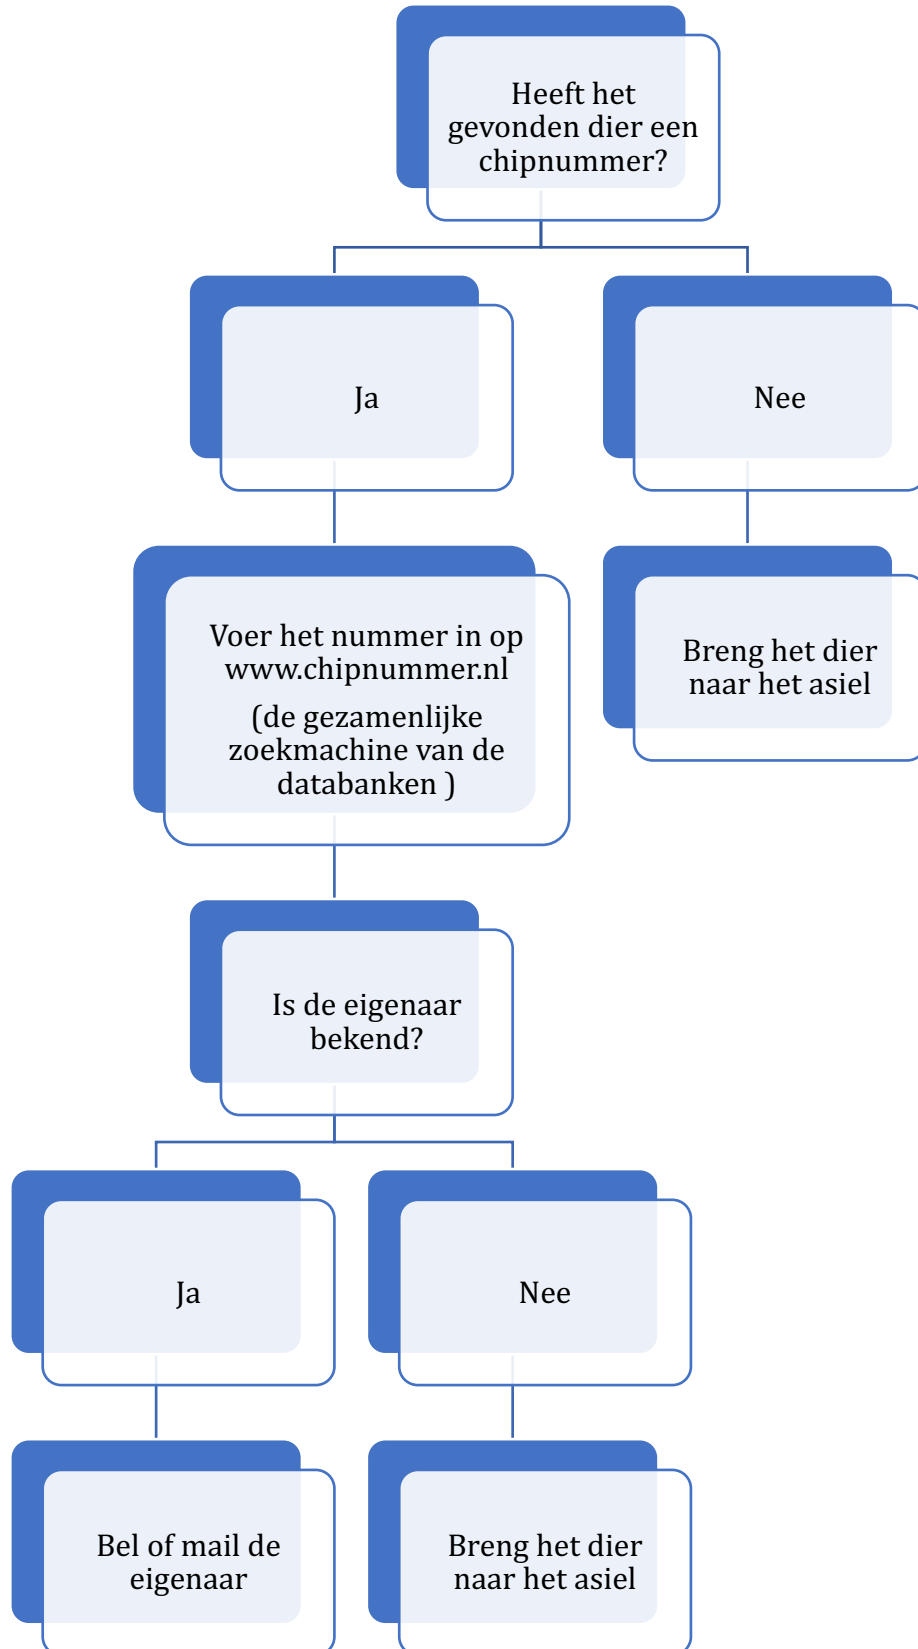 Heeft het
gevonden dier een
chipnummer?
Ja
Nee
Voer het nummer in op
www.chipnummer.nl
(de gezamenlijke
zoekmachine van de
databanken )
Breng het dier
naar het asiel
Is de eigenaar
bekend?
Ja
Nee
Bel of mail de
eigenaar
Breng het dier
naar het asiel